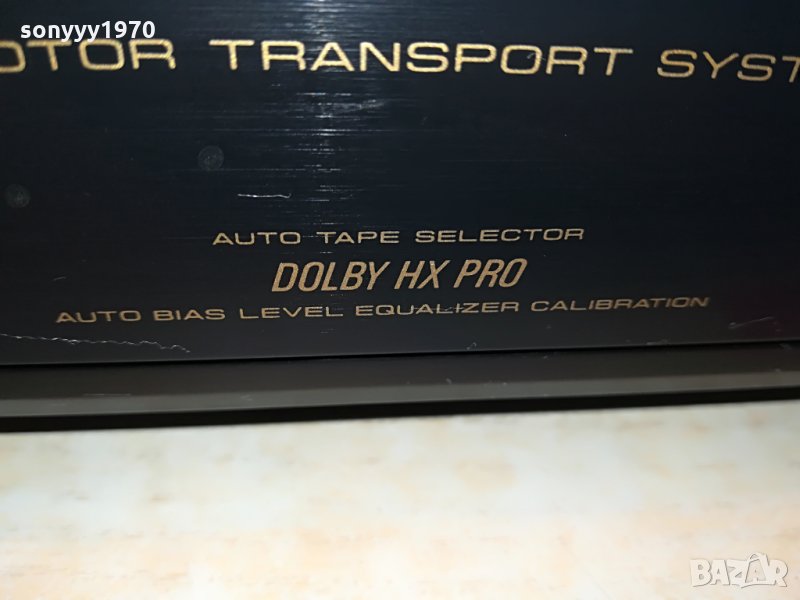 sonyyy1970
OTOR TRANSPORT SYST
AUTO TAPE SELECTOR
DOLBY HX PRO
AUTO BIAS LEVEL EQUALIZER CALIBRATION
BAZAR